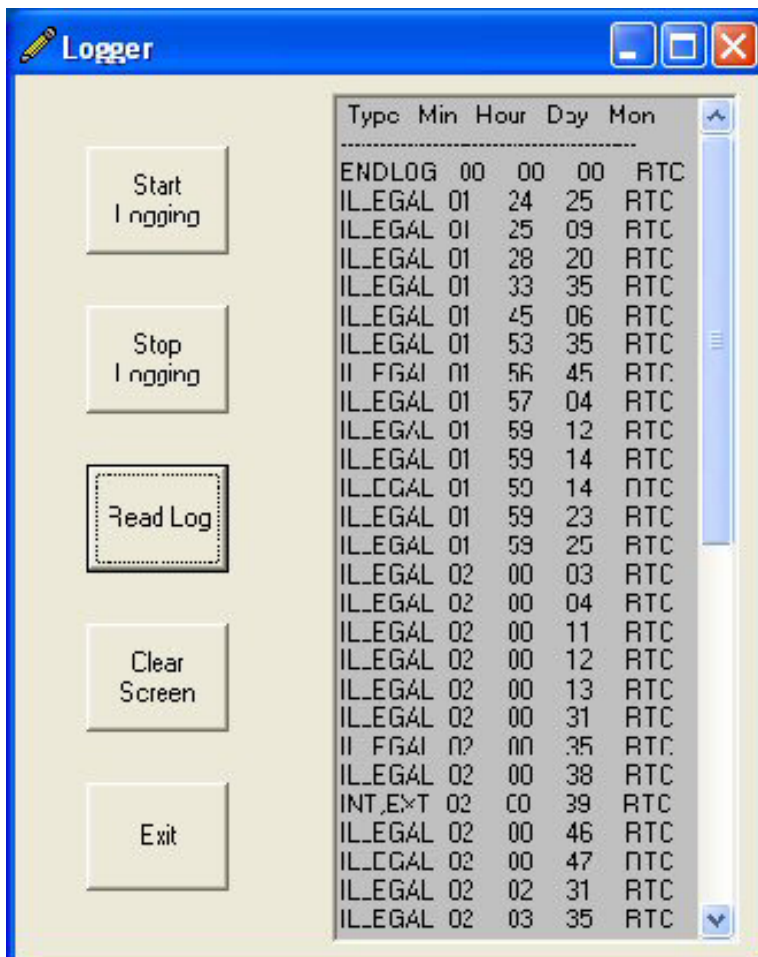 Logger
Start
Logging
Stop
Logging
Read Log
Clear
Screen
Exit
Type Min Hour Day Mon
ENDLOG 00 00 00 RTC
ILLEGAL 01 24 25 RTC
ILLEGAL 01 25 09 RTC
ILLEGAL 01 28 20 RTC
ILLEGAL 01 33 35 RTC
ILLEGAL 01 45 06 RTC
ILLEGAL 01 53 35 RTC
ILLEGAL 01 56 45 RTC
ILLEGAL 01 57 04 RTC
ILLEGAL 01 59 12 RTC
ILLEGAL 01 59 14 RTC
ILLEGAL 01 59 14 RTC
ILLEGAL 01 59 23 RTC
ILLEGAL 01 59 25 RTC
ILLEGAL 02 00 03 RTC
ILLEGAL 02 00 04 RTC
ILLEGAL 02 00 11 RTC
ILLEGAL 02 00 12 RTC
ILLEGAL 02 00 13 RTC
ILLEGAL 02 00 31 RTC
ILLEGAL 02 00 35 RTC
ILLEGAL 02 00 38 RTC
INT,EXT 02 00 39 RTC
ILLEGAL 02 00 46 RTC
ILLEGAL 02 00 47 RTC
ILLEGAL 02 02 31 RTC
ILLEGAL 02 03 35 RTC